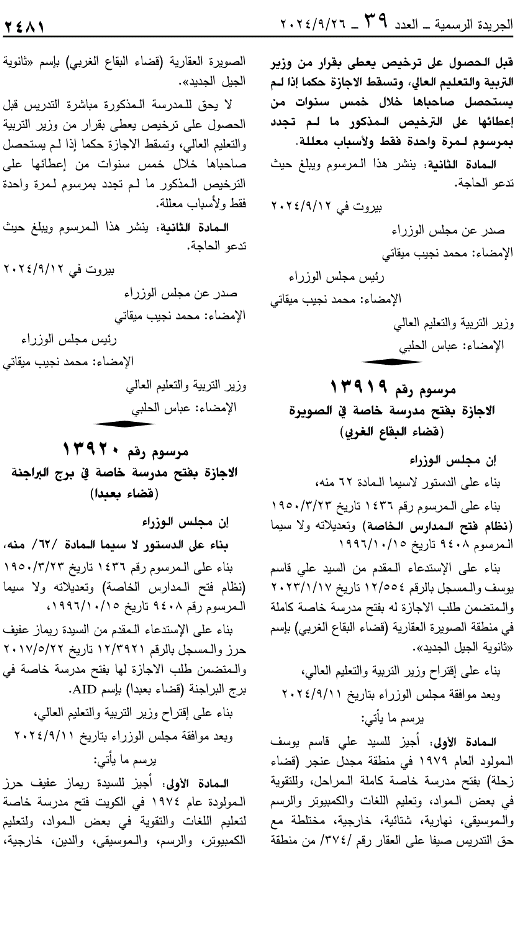 الجريدة الرسمية – العدد ٣٩ – ٢٠٢٤/٩/٢٦
٢٤٨١
قبل الحصول على ترخيص يعطى بقرار من وزير
التربية والتعليم العالي، وتسقط الاجازة حكما إذا لم
يستحصل صاحباها خلال خمس سنوات من
إعطائها على الترخيص المذكور ما لم تجدد
بمرسوم لمرة واحدة فقط ولأسباب معللة.
المادة الثانية: ينشر هذا المرسوم ويبلغ حيث
تدعو الحاجة.
بيروت في ٢٠٢٤/٩/١٢
صدر عن مجلس الوزراء
الإمضاء: محمد نجيب ميقاتي
رئيس مجلس الوزراء
الإمضاء: محمد نجيب ميقاتي
وزير التربية والتعليم العالي
الإمضاء: عباس الحلبي
مرسوم رقم ١٣٩١٩
الاجازة بفتح مدرسة خاصة في الصويرة
(قضاء البقاع الغربي)
إن مجلس الوزراء
بناء على الدستور لاسيما المادة ٦٢ منه،
بناء على المرسوم رقم ١٤٣٦ تاريخ ١٩٥٠/٣/٢٣
(نظام فتح المدارس الخاصة) وتعديلاته ولا سيما
المرسوم ٩٤٠٨ تاريخ ١٩٩٦/١٠/١٥
بناء على الإستدعاء المقدم من السيد علي قاسم
يوسف والمسجل بالرقم ١٢/٥٥٤ تاريخ ٢٠٢٣/١/١٧
والمتضمن طلب الاجازة له بفتح مدرسة خاصة كاملة
في منطقة الصويرة العقارية (قضاء البقاع الغربي) بإسم
«ثانوية الجيل الجديد».
بناء على إقتراح وزير التربية والتعليم العالي،
وبعد موافقة مجلس الوزراء بتاريخ ٢٠٢٤/٩/١١
يرسم ما يأتي:
المادة الأولى: أجيز للسيد علي قاسم يوسف
المولود العام ١٩٧٩ في منطقة مجدل عنجر (قضاء
زحلة) بفتح مدرسة خاصة كاملة المراحل، وللتقوية
في بعض المواد، وتعليم اللغات والكمبيوتر والرسم
والموسيقى، نهارية، شتائية، خارجية، مختلطة مع
حق التدريس صيفا على العقار رقم /٣٧٤/ من منطقة
الصويرة العقارية (قضاء البقاع الغربي) بإسم «ثانوية
الجيل الجديد».
لا يحق للمدرسة المذكورة مباشرة التدريس قبل
الحصول على ترخيص يعطى بقرار من وزير التربية
والتعليم العالي، وتسقط الاجازة حكما إذا لم يستحصل
صاحباها خلال خمس سنوات من إعطائها على
الترخيص المذكور ما لم تجدد بمرسوم لمرة واحدة
فقط ولأسباب معللة.
المادة الثانية: ينشر هذا المرسوم ويبلغ حيث
تدعو الحاجة.
بيروت في ٢٠٢٤/٩/١٢
صدر عن مجلس الوزراء
الإمضاء: محمد نجيب ميقاتي
رئيس مجلس الوزراء
الإمضاء: محمد نجيب ميقاتي
وزير التربية والتعليم العالي
الإمضاء: عباس الحلبي
مرسوم رقم ١٣٩٢٠
الاجازة بفتح مدرسة خاصة في برج البراجنة
(قضاء بعبدا)
إن مجلس الوزراء
بناء على الدستور لا سيما المادة /٦٢/ منه،
بناء على المرسوم رقم ١٤٣٦ تاريخ ١٩٥٠/٣/٢٣
(نظام فتح المدارس الخاصة) وتعديلاته ولا سيما
المرسوم رقم ٩٤٠٨ تاريخ ١٩٩٦/١٠/١٥،
بناء على الإستدعاء المقدم من السيدة ريماز عفيف
حرز والمسجل بالرقم ١٢/٣٩٢١ تاريخ ٢٠١٧/٥/٢٢
والمتضمن طلب الاجازة لها بفتح مدرسة خاصة في
برج البراجنة (قضاء بعبدا) بإسم AID.
بناء على إقتراح وزير التربية والتعليم العالي،
وبعد موافقة مجلس الوزراء بتاريخ ٢٠٢٤/٩/١١
يرسم ما يأتي:
المادة الأولى: أجيز للسيدة ريماز عفيف حرز
المولودة عام ١٩٧٤ في الكويت فتح مدرسة خاصة
لتعليم اللغات والتقوية في بعض المواد، ولتعليم
الكمبيوتر، والرسم، والموسيقى، والدين، خارجية،